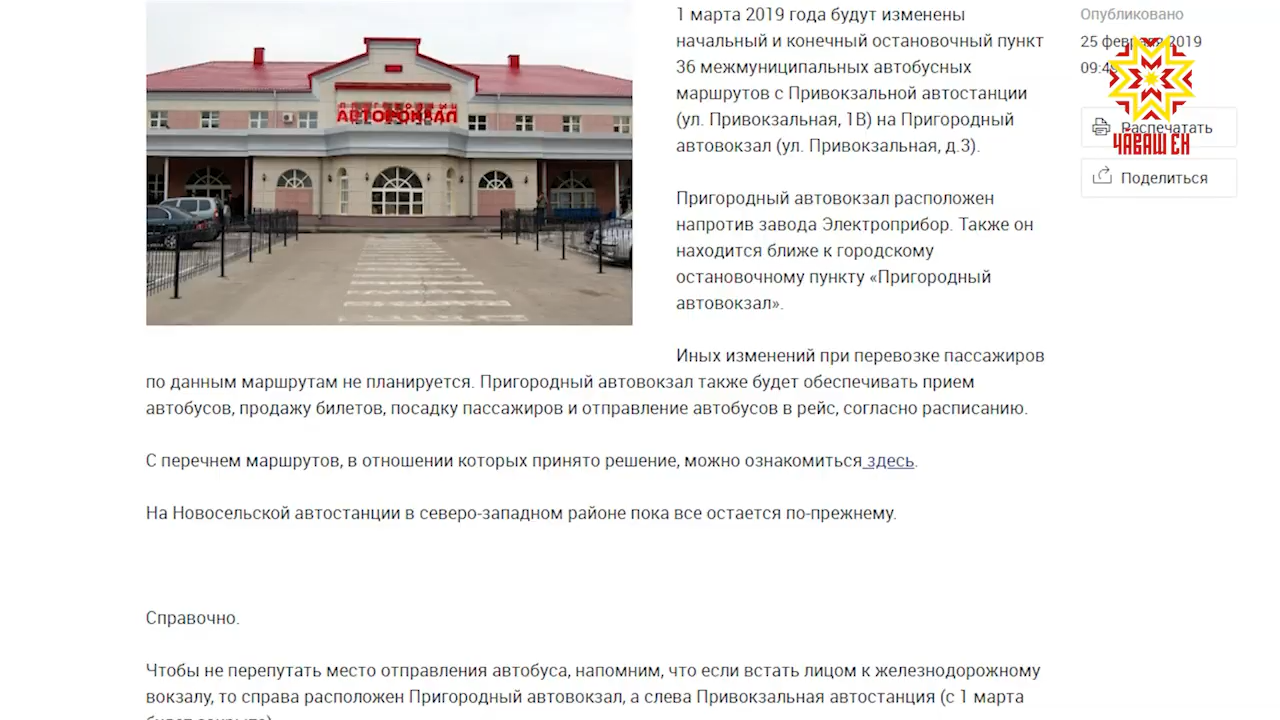 ПРИГОРОДНЫЙ
АВТОВОКЗАЛ
1 марта 2019 года будут изменены
начальный и конечный остановочный пункт
36 межмуниципальных автобусных
маршрутов с Привокзальной автостанции
(ул. Привокзальная, 1В) на Пригородный
автовокзал (ул. Привокзальная, д.3).
Пригородный автовокзал расположен
напротив завода Электроприбор. Также он
находится ближе к городскому
остановочному пункту «Пригородный
автовокзал».
Иных изменений при перевозке пассажиров
по данным маршрутам не планируется. Пригородный автовокзал также будет обеспечивать прием
автобусов, продажу билетов, посадку пассажиров и отправление автобусов в рейс, согласно расписанию.
С перечнем маршрутов, в отношении которых принято решение, можно ознакомиться здесь.
На Новосельской автостанции в северо-западном районе пока все остается по-прежнему.
Справочно.
Чтобы не перепутать место отправления автобуса, напомним, что если встать лицом к железнодорожному
вокзалу, то справа расположен Пригородный автовокзал, а слева Привокзальная автостанция (с 1 марта
Опубликовано
25 февраля 2019
Распечатать
ЧӐВАШ ЕН
Поделиться